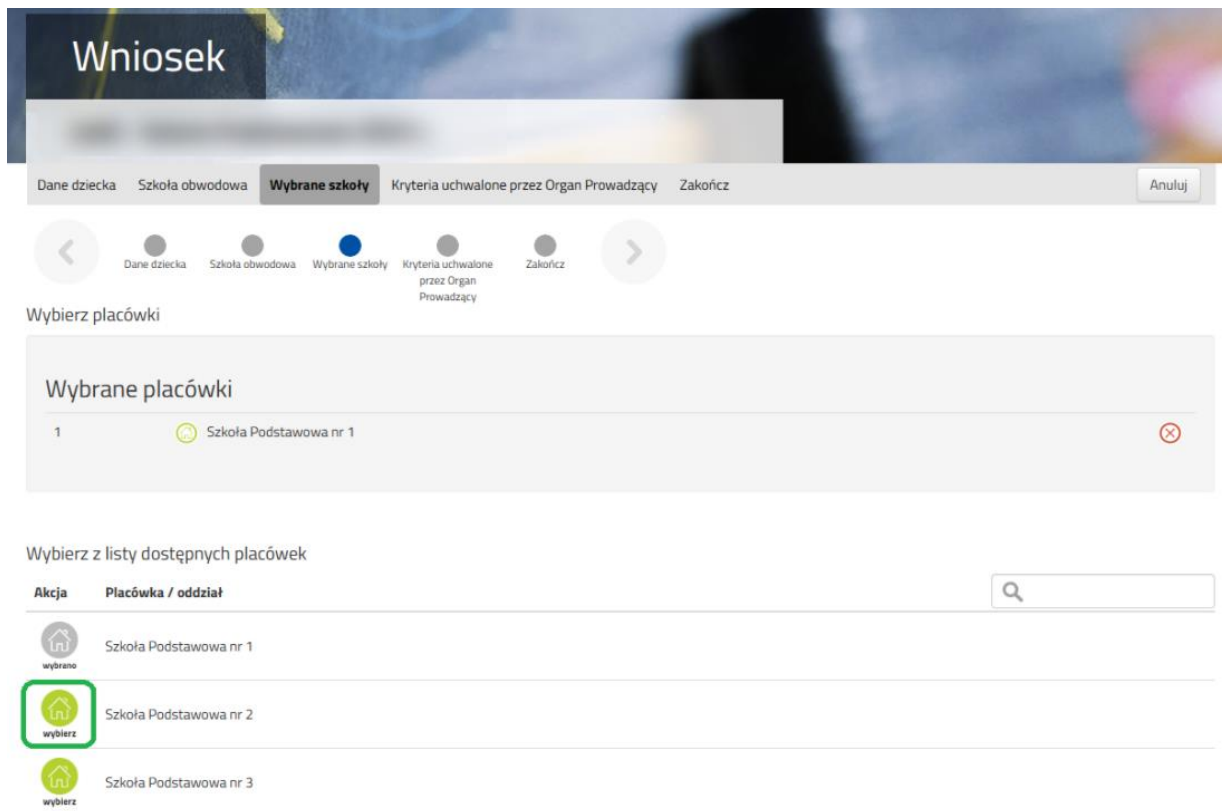 Wniosek
Dane dziecka Szkoła obwodowa Wybrane szkoły Kryteria uchwalone przez Organ Prowadzący Zakończ Anuluj
Dane dziecka Szkoła obwodowa Wybrane szkoły Kryteria uchwalone Zakończ
przez Organ
Prowadzący
Wybierz placówki
Wybrane placówki
1 Szkoła Podstawowa nr 1
Wybierz z listy dostępnych placówek
Akcja Placówka / oddział
Szkoła Podstawowa nr 1
wybrano
Szkoła Podstawowa nr 2
wybierz
Szkoła Podstawowa nr 3
wybierz